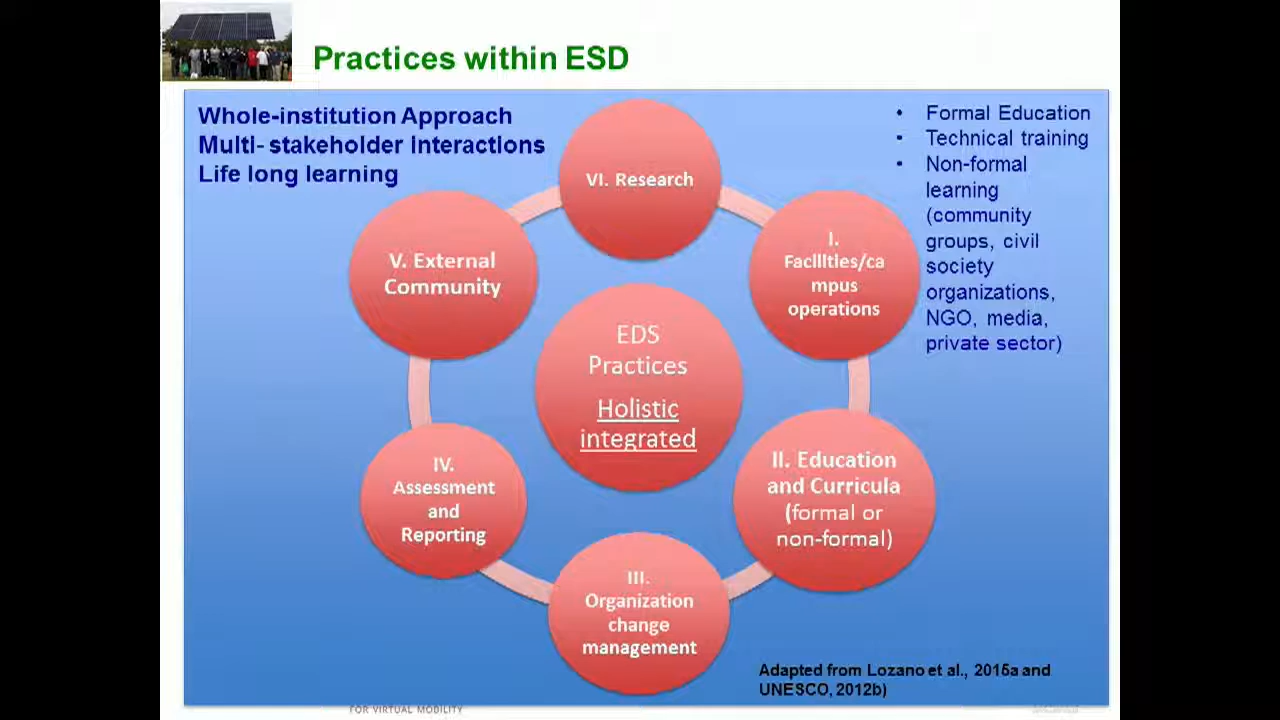 Practices within ESD
Whole-institution Approach
Multi- stakeholder interactions
Life long learning
• Formal Education
• Technical training
• Non-formal
learning
(community
groups, civil
society
organizations,
NGO, media,
private sector)
VI. Research
I.
Facilities/ca
mpus
operations
II. Education
and Curricula
(formal or
non-formal)
III.
Organization
change
management
IV.
Assessment
and
Reporting
V. External
Community
EDS
Practices
Holistic
integrated
Adapted from Lozano et al., 2015a and
UNESCO, 2012b)
FOR VIRTUAL MOBILITY